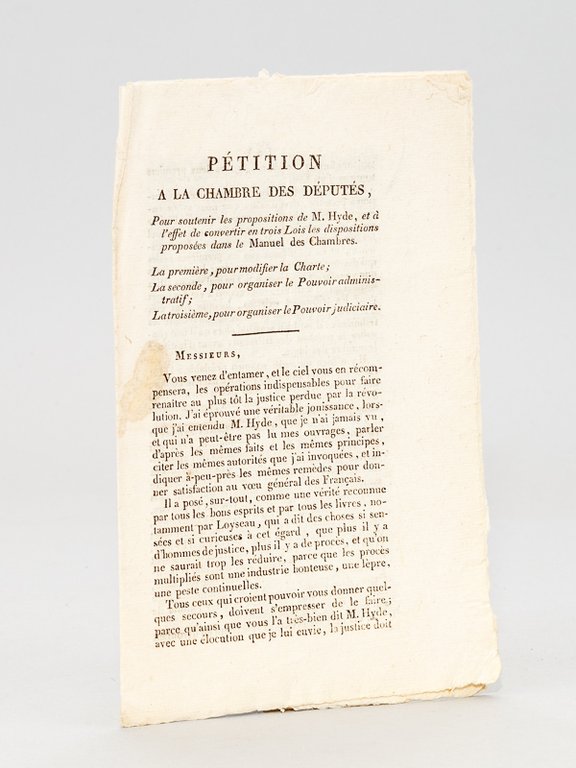 PÉTITION
A LA CHAMBRE DES DÉPUTÉS,
Pour soutenir les propositions de M. Hyde, et à
l'effet de convertir en trois Lois les dispositions
proposées dans le Manuel des Chambres.
La première, pour modifier la Charte;
La seconde, pour organiser le Pouvoir adminis-
tratif;
La troisième, pour organiser le Pouvoir judiciaire.
MESSIEURS,
Vous venez d'entamer, et le ciel vous en récom-
pensera, les opérations indispensables pour faire
renaître au plus tôt la justice perdue par la révo-
lution. J'ai éprouvé une véritable jouissance, lors-
que j'ai entendu M. Hyde, que je n'ai jamais vu,
et qui n'a peut-être pas lu mes ouvrages, parler
d'après les mêmes faits et les mêmes principes,
citer les mêmes autorités que j'ai invoquées, et in-
diquer à-peu-près les mêmes remèdes pour don-
ner satisfaction au vœu général des Français.
Il a posé, sur-tout, comme une vérité reconnue
par tous les bons esprits et par tous les livres, no-
tamment par Loyseau, qui a dit des choses si sen-
sées et si curieuses à cet égard, que plus il y a
d'hommes de justice, plus il y a de procès, et qu'on
ne saurait trop les réduire, parce que les procès
multipliés sont une industrie honteuse, une lèpre,
une peste continuelles.
Tous ceux qui croient pouvoir vous donner quel-
ques secours, doivent s'empresser de le faire;
parce qu'ainsi que vous l'a très-bien dit M. Hyde,
avec une élocution que je lui envie, la justice doit